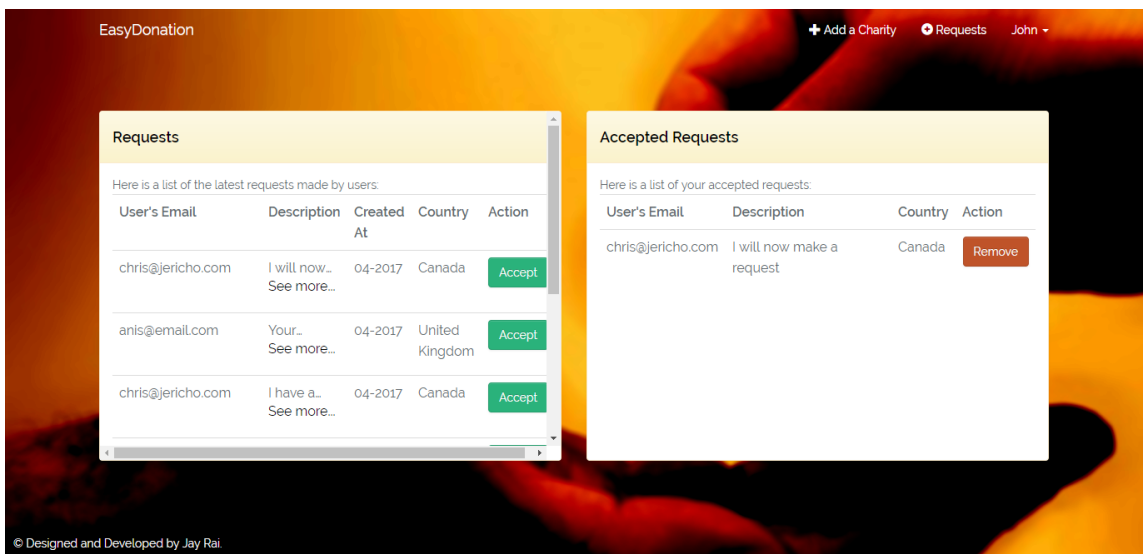 EasyDonation
Add a Charity
Requests
John
Requests
Here is a list of the latest requests made by users:
User's Email Description Created At Country Action
chris@jericho.com I will now... See more... 04-2017 Canada Accept
anis@email.com Your... See more... 04-2017 United Kingdom Accept
chris@jericho.com I have a... See more... 04-2017 Canada Accept
Accepted Requests
Here is a list of your accepted requests:
User's Email Description Country Action
chris@jericho.com I will now make a request Canada Remove
© Designed and Developed by Jay Rai.